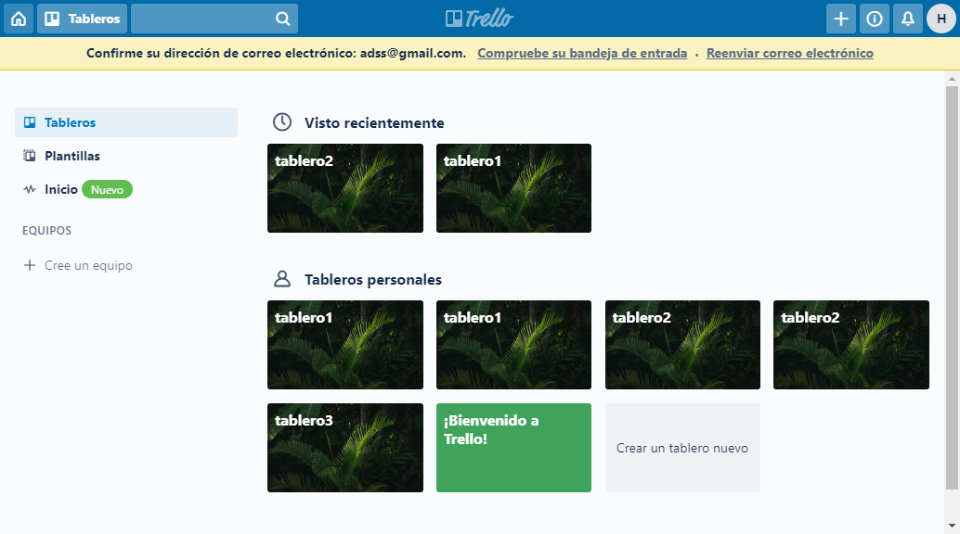 Tableros
Trello
H
Confirme su dirección de correo electrónico: adss@gmail.com. Compruebe su bandeja de entrada · Reenviar correo electrónico
Tableros
Plantillas
Inicio Nuevo
EQUIPOS
+ Cree un equipo
Visto recientemente
tablero2 tablero1
Tableros personales
tablero1 tablero1 tablero2 tablero2
tablero3
¡Bienvenido a
Trello!
Crear un tablero nuevo